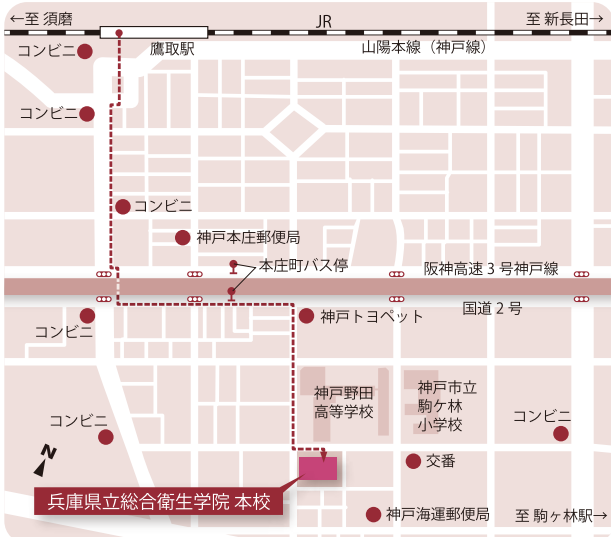 ←至 須磨
JR
至 新長田→
コンビニ
鷹取駅
山陽本線（神戸線）
コンビニ
コンビニ
神戸本庄郵便局
本庄町バス停
阪神高速3号神戸線
国道2号
コンビニ
神戸トヨペット
神戸野田
高等学校
神戸市立
駒ケ林
小学校
コンビニ
コンビニ
N
交番
兵庫県立総合衛生学院 本校
神戸海運郵便局
至 駒ヶ林駅→